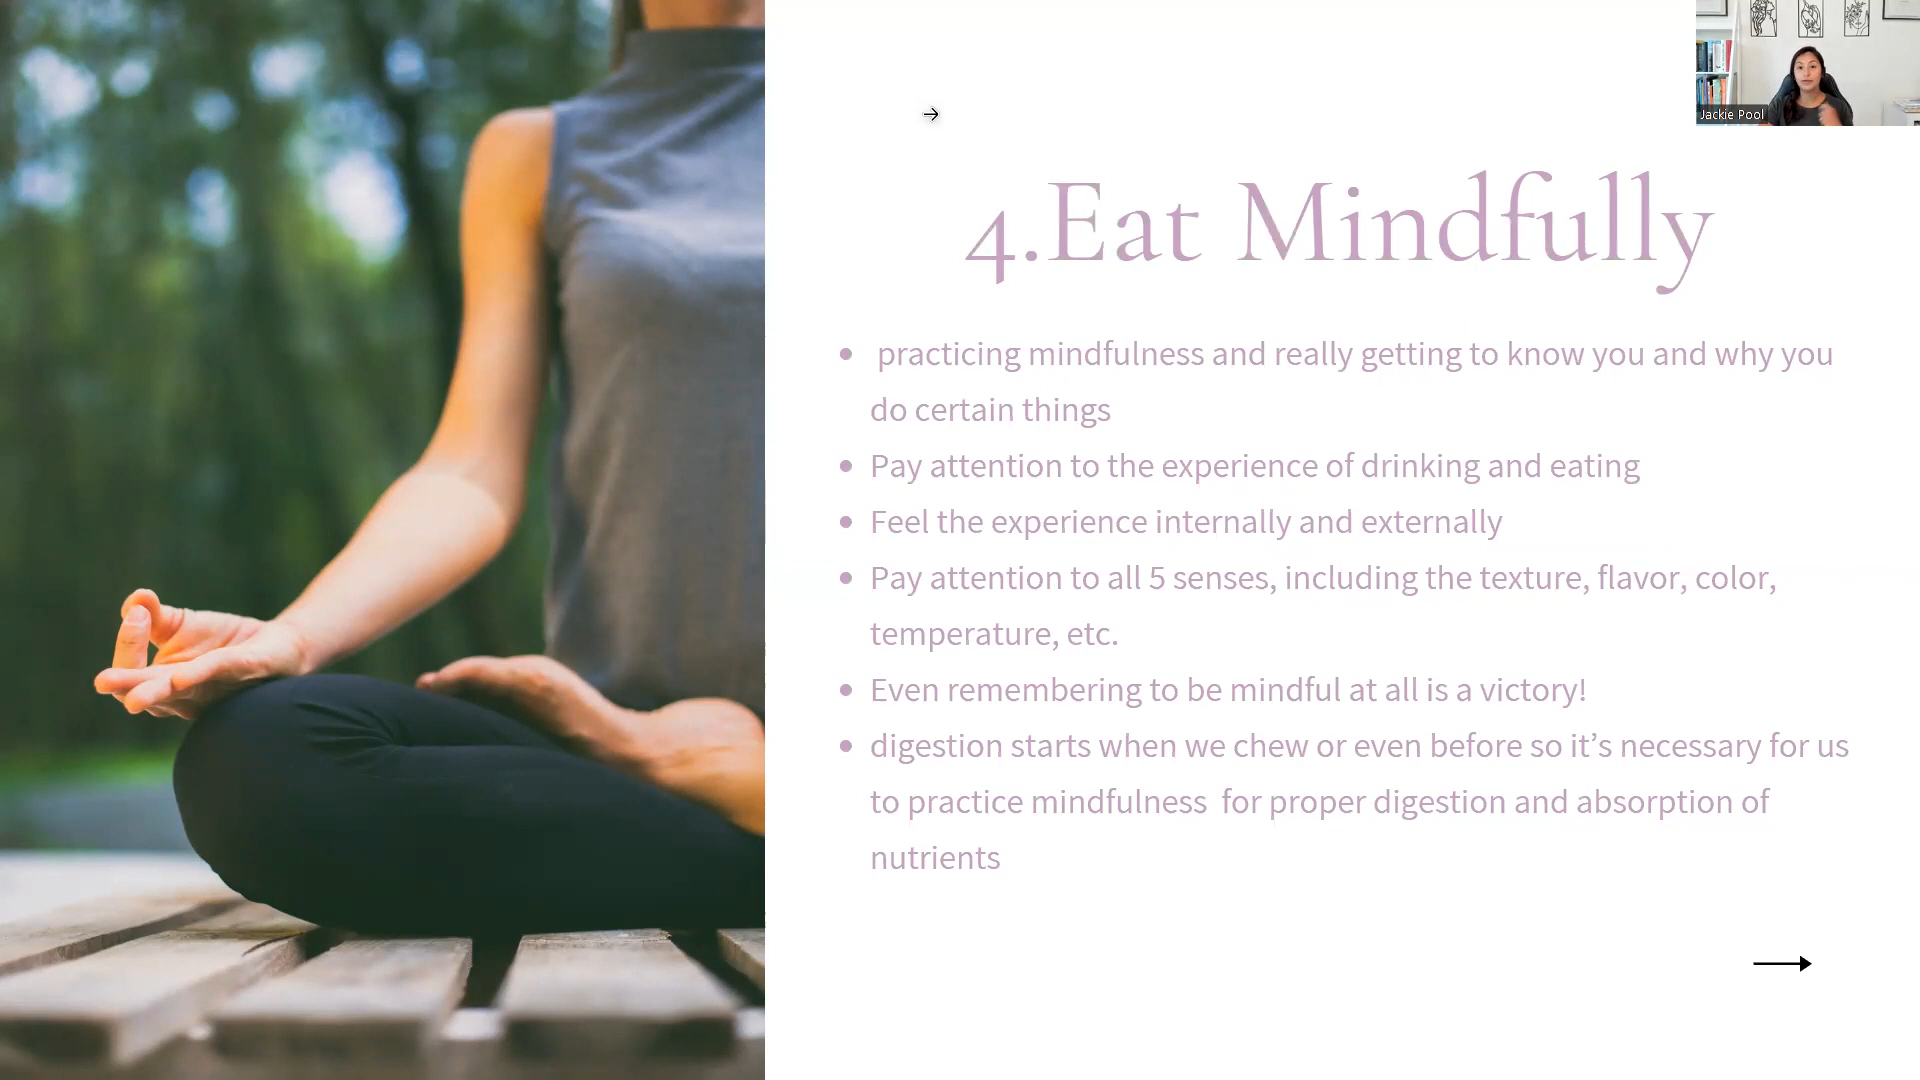 Jackie Pool
4.Eat Mindfully
• practicing mindfulness and really getting to know you and why you
do certain things
• Pay attention to the experience of drinking and eating
• Feel the experience internally and externally
• Pay attention to all 5 senses, including the texture, flavor, color,
temperature, etc.
• Even remembering to be mindful at all is a victory!
• digestion starts when we chew or even before so it’s necessary for us
to practice mindfulness  for proper digestion and absorption of
nutrients